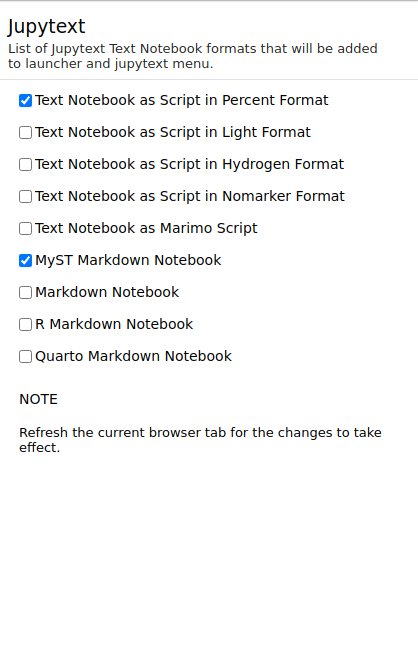 Jupytext
List of Jupytext Text Notebook formats that will be added
to launcher and jupytext menu.
Text Notebook as Script in Percent Format
Text Notebook as Script in Light Format
Text Notebook as Script in Hydrogen Format
Text Notebook as Script in Nomarker Format
Text Notebook as Marimo Script
MyST Markdown Notebook
Markdown Notebook
R Markdown Notebook
Quarto Markdown Notebook
NOTE
Refresh the current browser tab for the changes to take
effect.